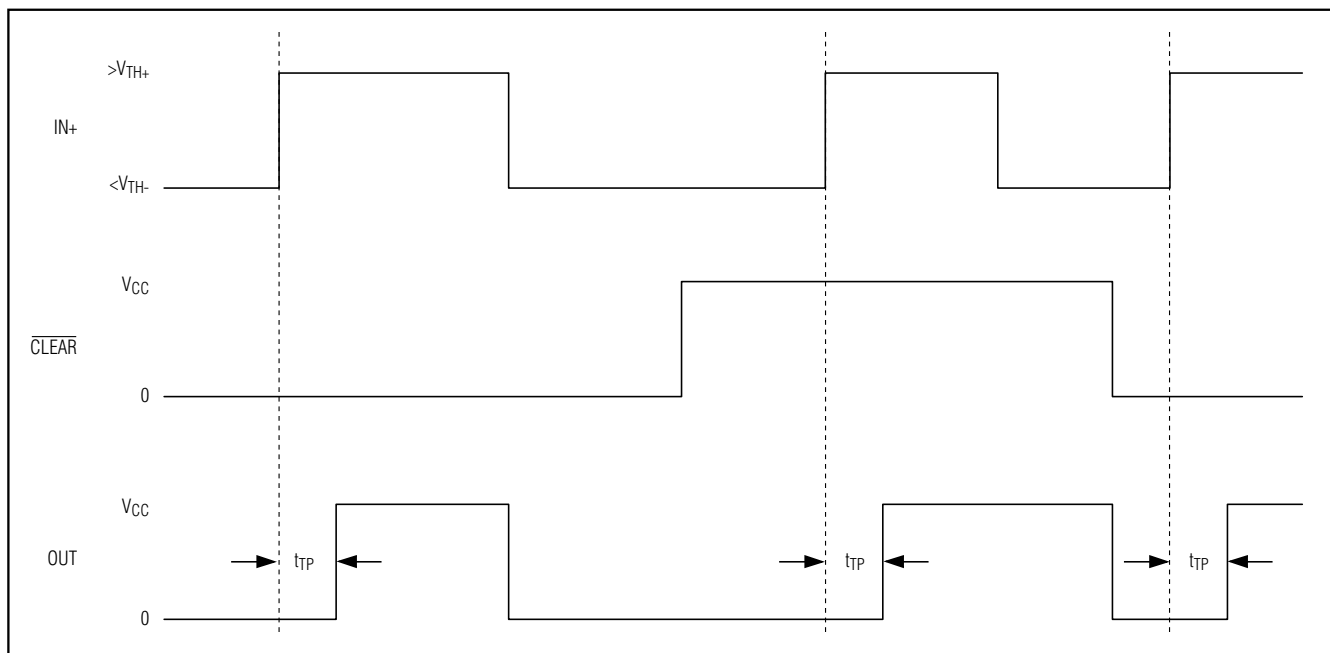 >VTH+
IN+
<VTH-
VCC
CLEAR
0
VCC
OUT
tTP
tTP
tTP
0